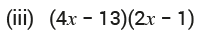 (iii) (4x − 13)(2x − 1)